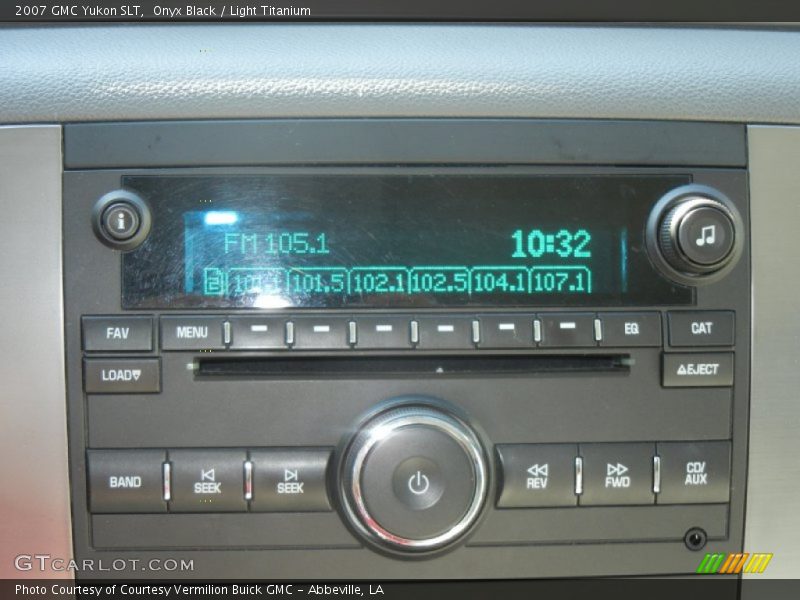 2007 GMC Yukon SLT,  Onyx Black / Light Titanium
i
FM 105.1 10:32
101.5 102.1 102.5 104.1 107.1
FAV MENU EQ CAT
LOAD▼ ▲EJECT
BAND SEEK SEEK REV FWD CD/
AUX
GTCARLOT.COM
Photo Courtesy of Courtesy Vermilion Buick GMC - Abbeville, LA